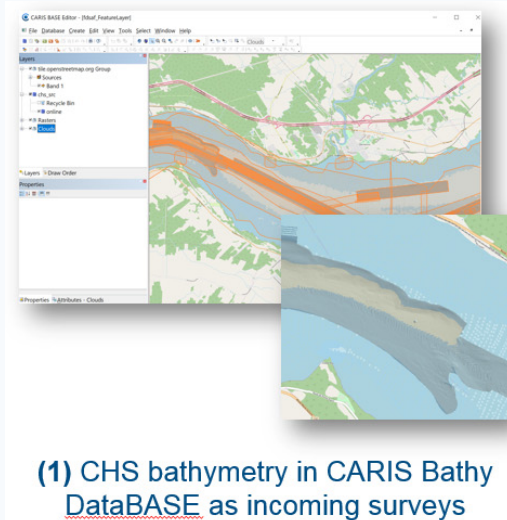 CARIS BASE Editor - [fdsaf_FeatureLayer]
File Database Create Edit View Tools Select Window Help
Clouds
Layers
tile.openstreetmap.org Group
Sources
Band 1
chs_src
Recycle Bin
online
Rasters
Clouds
Layers Draw Order
Properties
Properties Attributes - Clouds
(1) CHS bathymetry in CARIS Bathy
DataBASE as incoming surveys